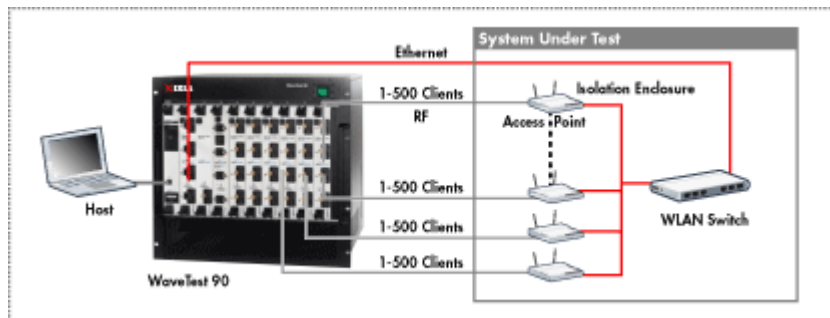 System Under Test
Ethernet
1-500 Clients
RF
Isolation Enclosure
Access Point
Host
1-500 Clients
1-500 Clients
1-500 Clients
WLAN Switch
WaveTest 90